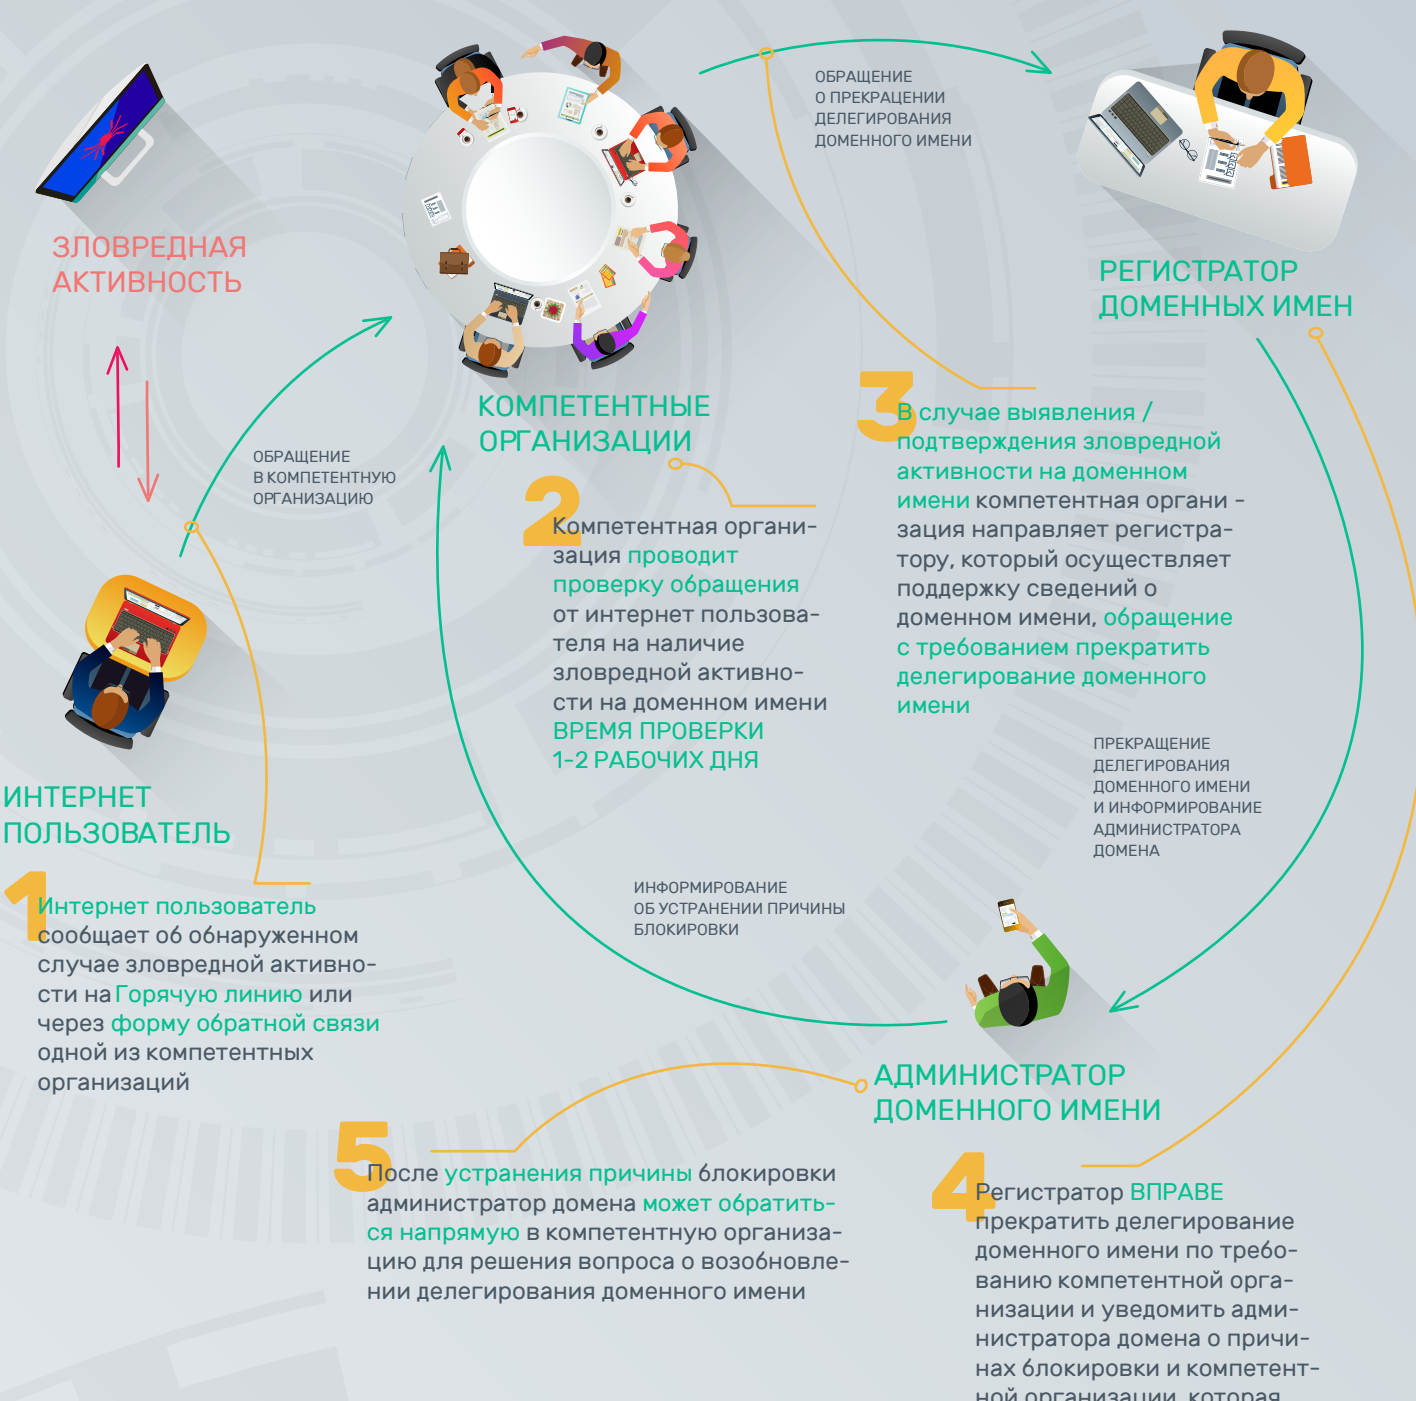 ЗЛОВРЕДНАЯ
АКТИВНОСТЬ
ОБРАЩЕНИЕ
О ПРЕКРАЦЕНИИ
ДЕЛЕГИРОВАНИЯ
ДОМЕННОГО ИМЕНИ
РЕГИСТРАТОР
ДОМЕННЫХ ИМЕН
КОМПЕТЕНТНЫЕ
ОРГАНИЗАЦИИ
ОБРАЩЕНИЕ
В КОМПЕТЕНТНУЮ
ОРГАНИЗАЦИЮ
ИНТЕРНЕТ
ПОЛЬЗОВАТЕЛЬ
1
Интернет пользователь
сообщает об обнаруженном
случае зловредной активно-
сти на Горячую линию или
через форму обратной связи
одной из компетентных
организаций
2
Компетентная органи-
зация проводит
проверку обращения
от интернет пользова-
теля на наличие
зловредной активно-
сти на доменном имени
ВРЕМЯ ПРОВЕРКИ
1-2 РАБОЧИХ ДНЯ
3
В случае выявления /
подтверждения зловредной
активности на доменном
имени компетентная органи -
зация направляет регистра-
тору, который осуществляет
поддержку сведений о
доменном имени, обращение
с требованием прекратить
делегирование доменного
имени
ПРЕКРАЩЕНИЕ
ДЕЛЕГИРОВАНИЯ
ДОМЕННОГО ИМЕНИ
И ИНФОРМИРОВАНИЕ
АДМИНИСТРАТОРА
ДОМЕНА
ИНФОРМИРОВАНИЕ
ОБ УСТРАНЕНИИ ПРИЧИНЫ
БЛОКИРОВКИ
АДМИНИСТРАТОР
ДОМЕННОГО ИМЕНИ
4
Регистратор ВПРАВЕ
прекратить делегирование
доменного имени по требо-
ванию компетентной орга-
низации и уведомить адми-
нистратора домена о причи-
нах блокировки и компетент-
ной организации, которая
5
После устранения причины блокировки
администратор домена может обратить-
ся напрямую в компетентную организа-
цию для решения вопроса о возобновле-
нии делегирования доменного имени